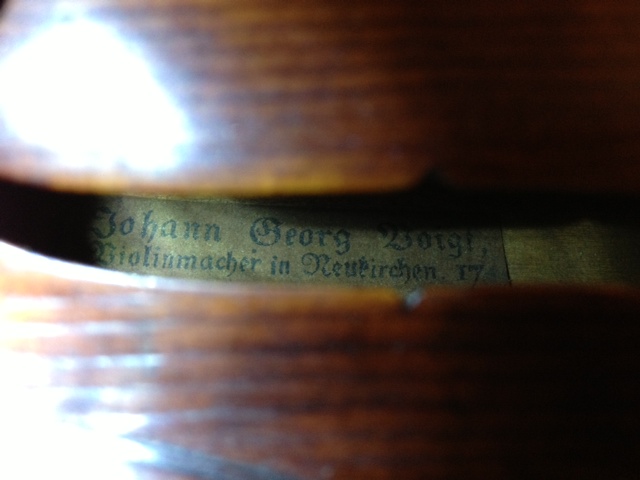 Johann Georg Voigt,
Violinmacher in Neukirchen. 17